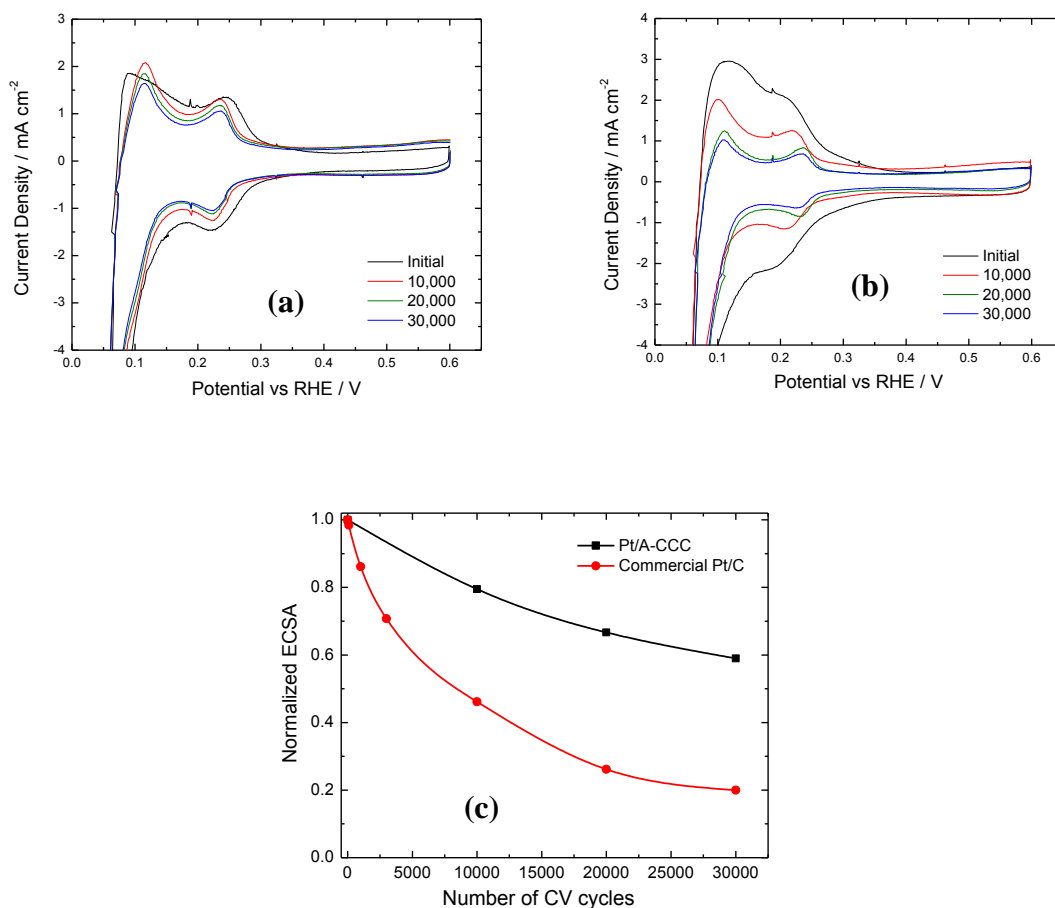 3
2
1
0
-1
-2
-3
-4
Current Density / mA cm⁻²
0.0 0.1 0.2 0.3 0.4 0.5 0.6
Potential vs RHE / V
Initial
10,000
20,000
30,000
(a)
4
3
2
1
0
-1
-2
-3
-4
Current Density / mA cm⁻²
0.0 0.1 0.2 0.3 0.4 0.5 0.6
Potential vs RHE / V
Initial
10,000
20,000
30,000
(b)
1.0
0.8
0.6
0.4
0.2
0.0
Normalized ECSA
Pt/A-CCC
Commercial Pt/C
(c)
0 5000 10000 15000 20000 25000 30000
Number of CV cycles